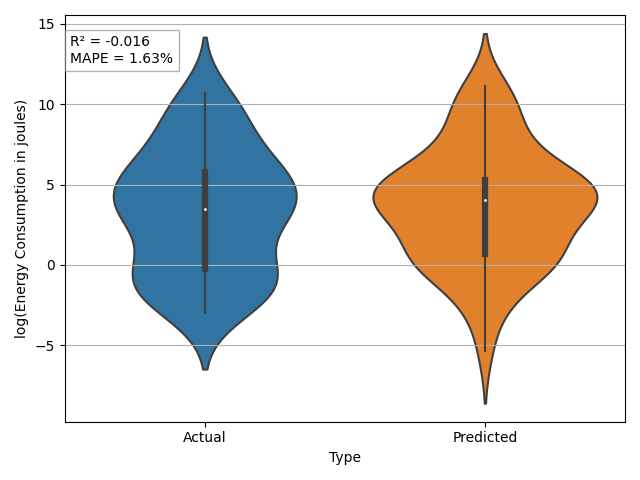 15
R² = -0.016
MAPE = 1.63%
10
5
0
−5
log(Energy Consumption in joules)
Actual
Predicted
Type